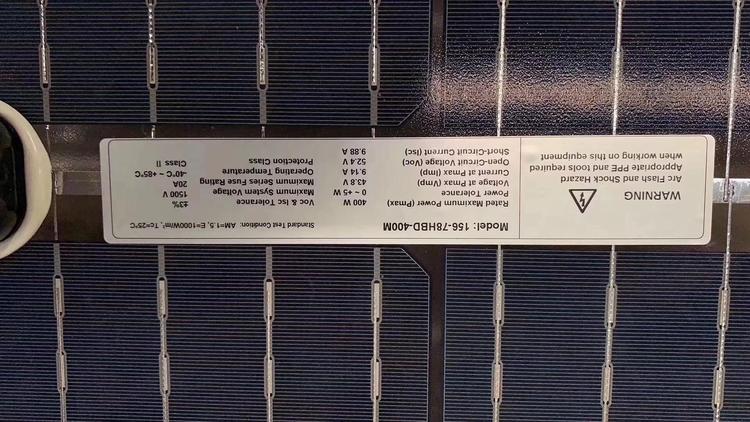 WARNING
Arc Flash and Shock Hazard
Appropriate PPE and tools required
when working on this equipment
Model: 156-78HBD-400M
Standard Test Condition: AM=1.5, E=1000W/m², Tc=25°C
Rated Maximum Power (Pmax) 400 W
Power Tolerance 0 ~ +5 W
Voltage at Pmax (Vmp) 43.8 V
Current at Pmax (Imp) 9.14 A
Open-Circuit Voltage (Voc) 52.4 V
Short-Circuit Current (Isc) 9.88 A
Voc Isc Tolerance ±3%
Maximum System Voltage 1500 V
Maximum Series Fuse Rating 20A
Operating Temperature -40°C ~ +85°C
Protection Class Class II